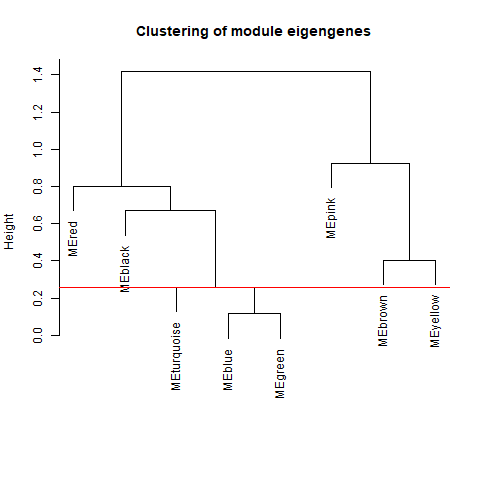 Clustering of module eigengenes
Height
0.0
0.2
0.4
0.6
0.8
1.0
1.2
1.4
MEred
MEblack
MEturquoise
MEblue
MEgreen
MEpink
MEbrown
MEyellow